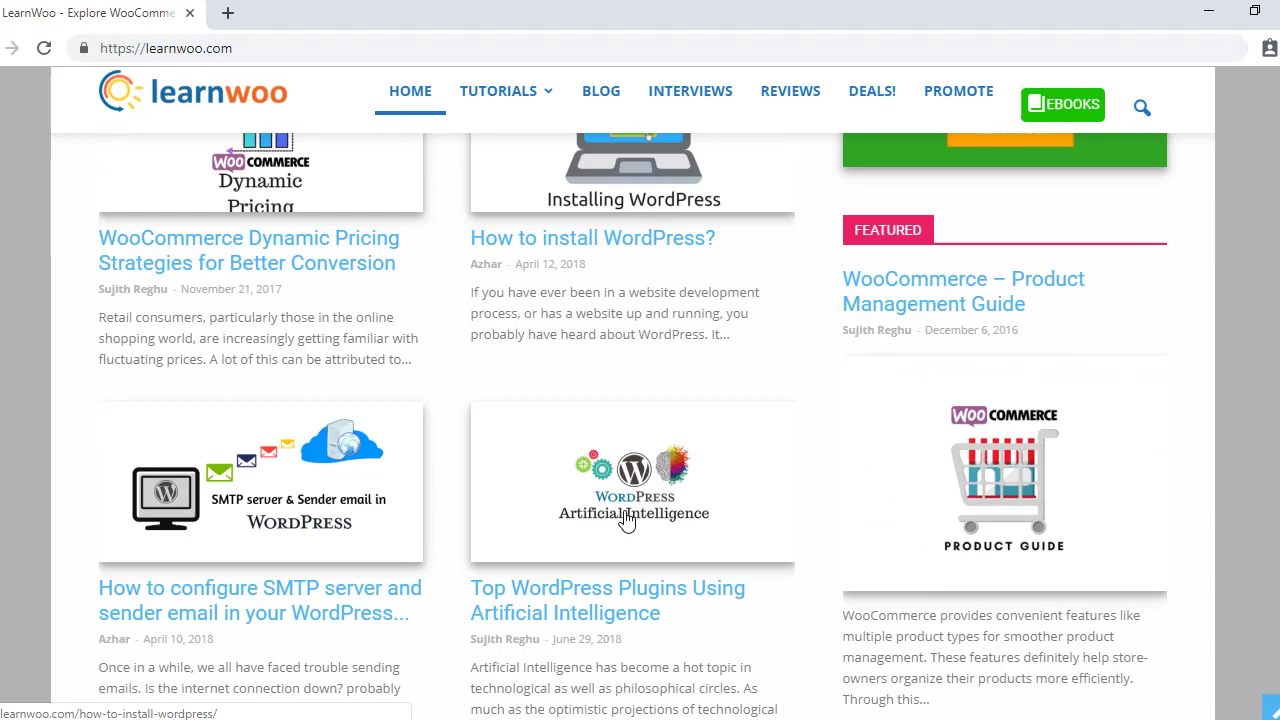 LearnWoo - Explore WooComme
https://learnwoo.com
learnwoo
HOME
TUTORIALS
BLOG
INTERVIEWS
REVIEWS
DEALS!
PROMOTE
EBOOKS
WOO COMMERCE
Dynamic
Pricing
WooCommerce Dynamic Pricing
Strategies for Better Conversion
Sujith Reghu - November 21, 2017
Retail consumers, particularly those in the online
shopping world, are increasingly getting familiar with
fluctuating prices. A lot of this can be attributed to...
Installing WordPress
How to install WordPress?
Azhar - April 12, 2018
If you have ever been in a website development
process, or has a website up and running, you
probably have heard about WordPress. It...
SMTP server & Sender email in
WORDPRESS
How to configure SMTP server and
sender email in your WordPress...
Azhar - April 10, 2018
Once in a while, we all have faced trouble sending
emails. Is the internet connection down? probably
WORDPRESS
Artificial Intelligence
Top WordPress Plugins Using
Artificial Intelligence
Sujith Reghu - June 29, 2018
Artificial Intelligence has become a hot topic in
technological as well as philosophical circles. As
much as the optimistic projections of technological
FEATURED
WooCommerce – Product
Management Guide
Sujith Reghu - December 6, 2016
WOO COMMERCE
PRODUCT GUIDE
WooCommerce provides convenient features like
multiple product types for smoother product
management. These features definitely help store-
owners organize their products more efficiently.
Through this...
learnwoo.com/how-to-install-wordpress/